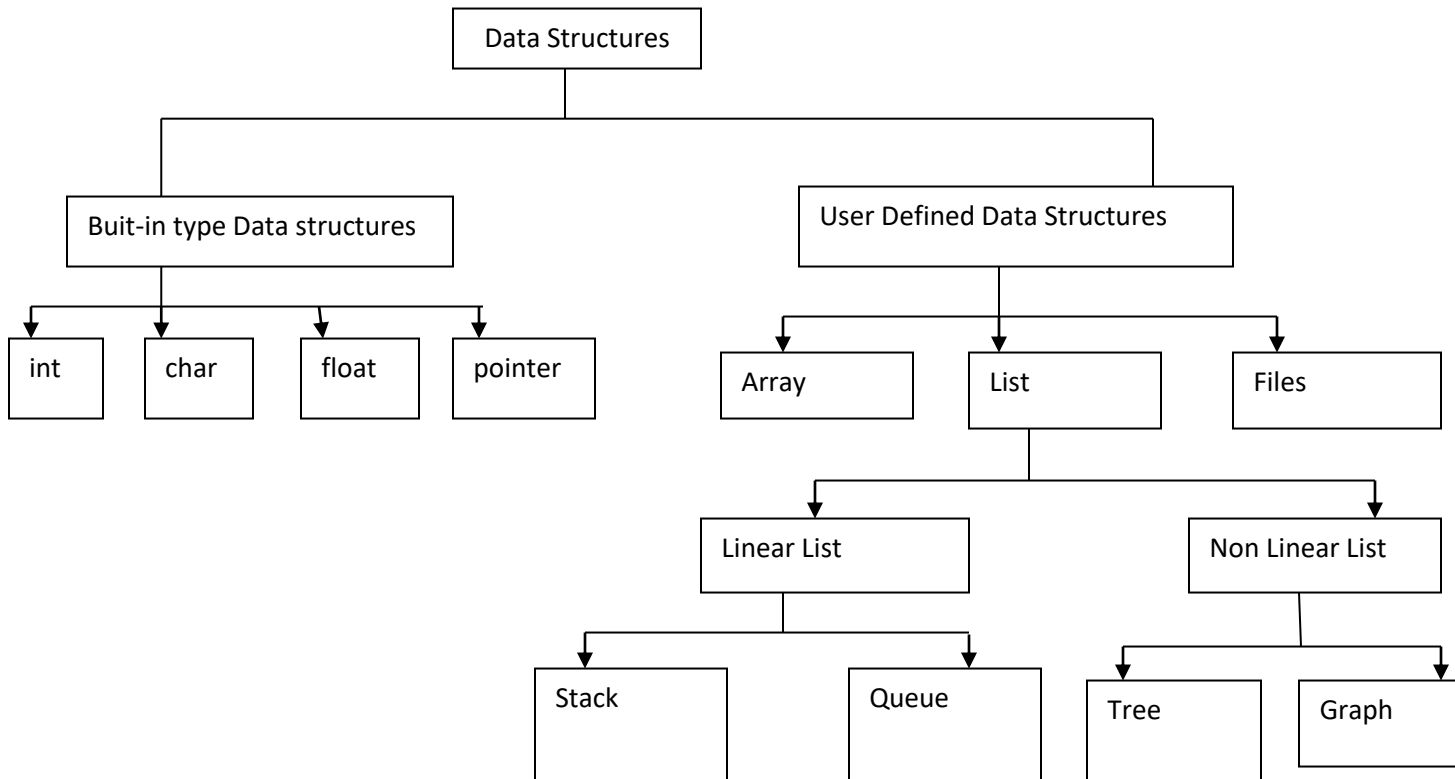 Data Structures
Buit-in type Data structures
User Defined Data Structures
int
char
float
pointer
Array
List
Files
Linear List
Non Linear List
Stack
Queue
Tree
Graph